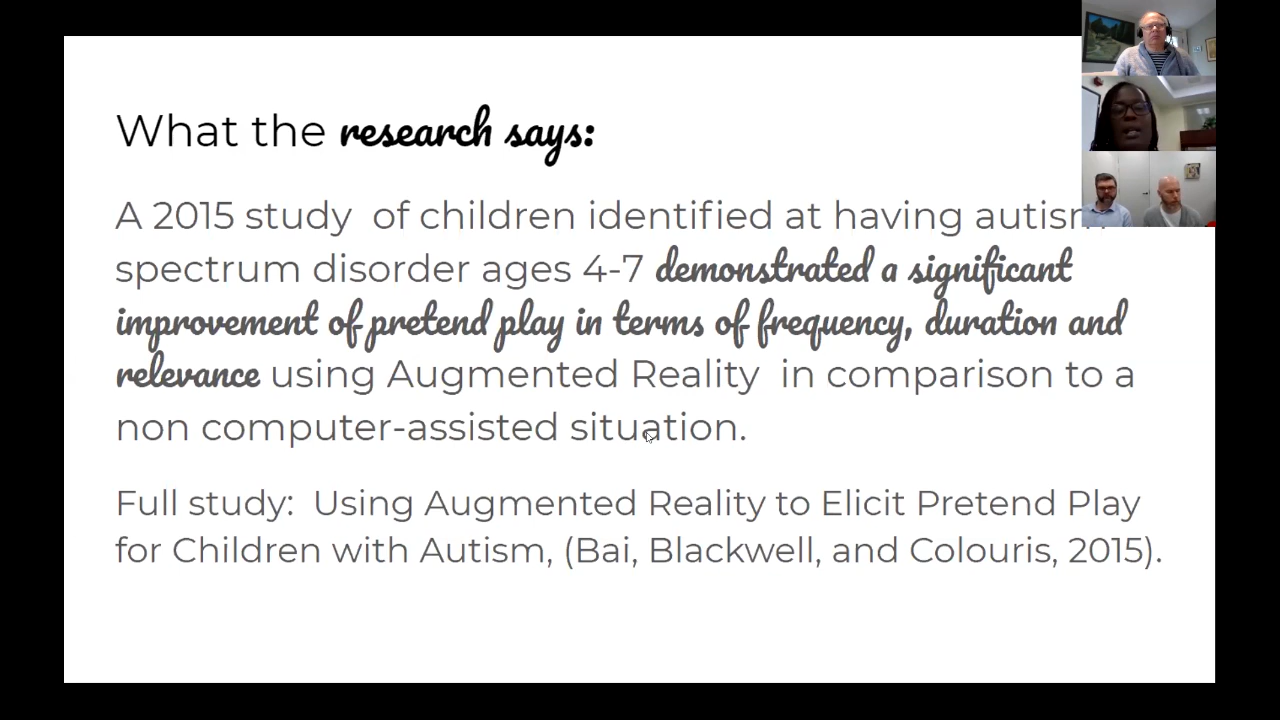 What the research says:
A 2015 study of children identified at having autism
spectrum disorder ages 4-7 demonstrated a significant
improvement of pretend play in terms of frequency, duration and
relevance using Augmented Reality in comparison to a
non computer-assisted situation.
Full study: Using Augmented Reality to Elicit Pretend Play
for Children with Autism, (Bai, Blackwell, and Colouris, 2015).